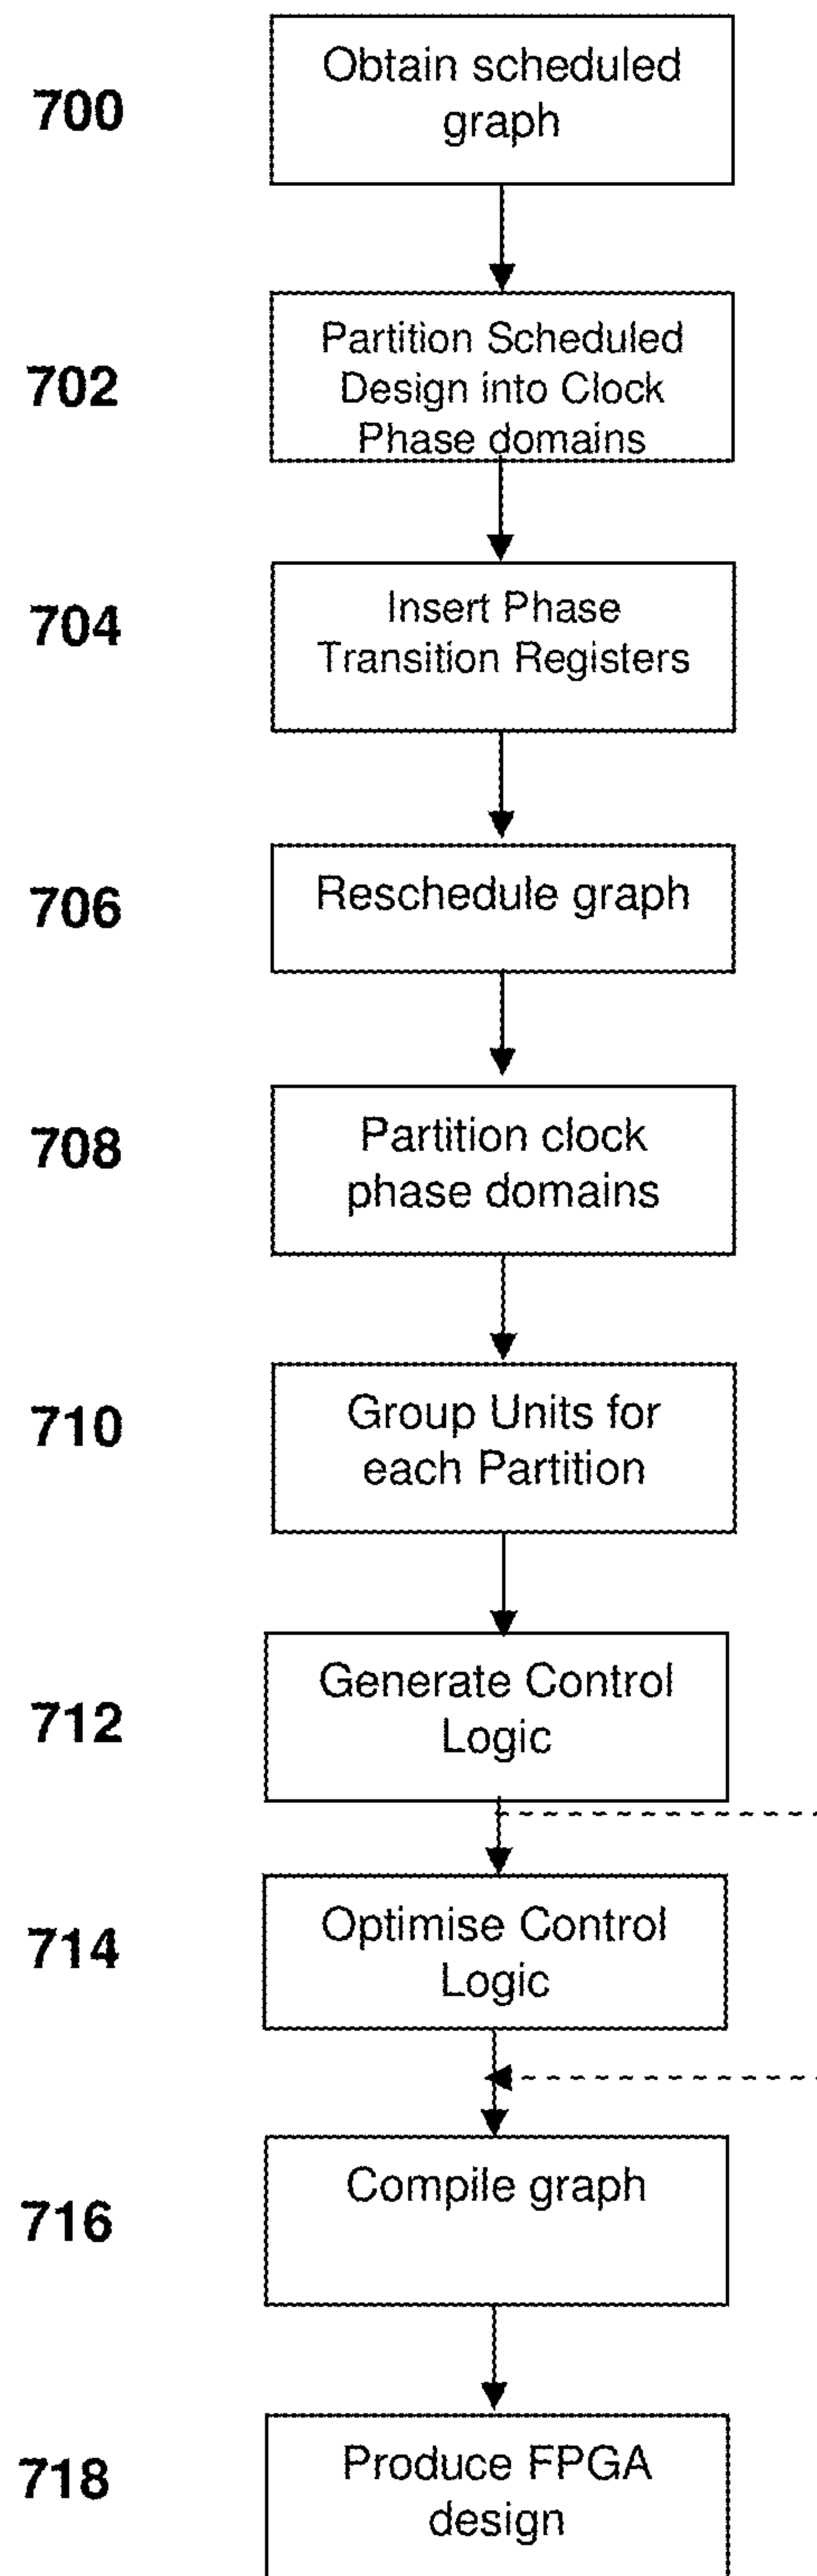 700
Obtain scheduled
graph
702
Partition Scheduled
Design into Clock
Phase domains
704
Insert Phase
Transition Registers
706
Reschedule graph
708
Partition clock
phase domains
710
Group Units for
each Partition
712
Generate Control
Logic
714
Optimise Control
Logic
716
Compile graph
718
Produce FPGA
design